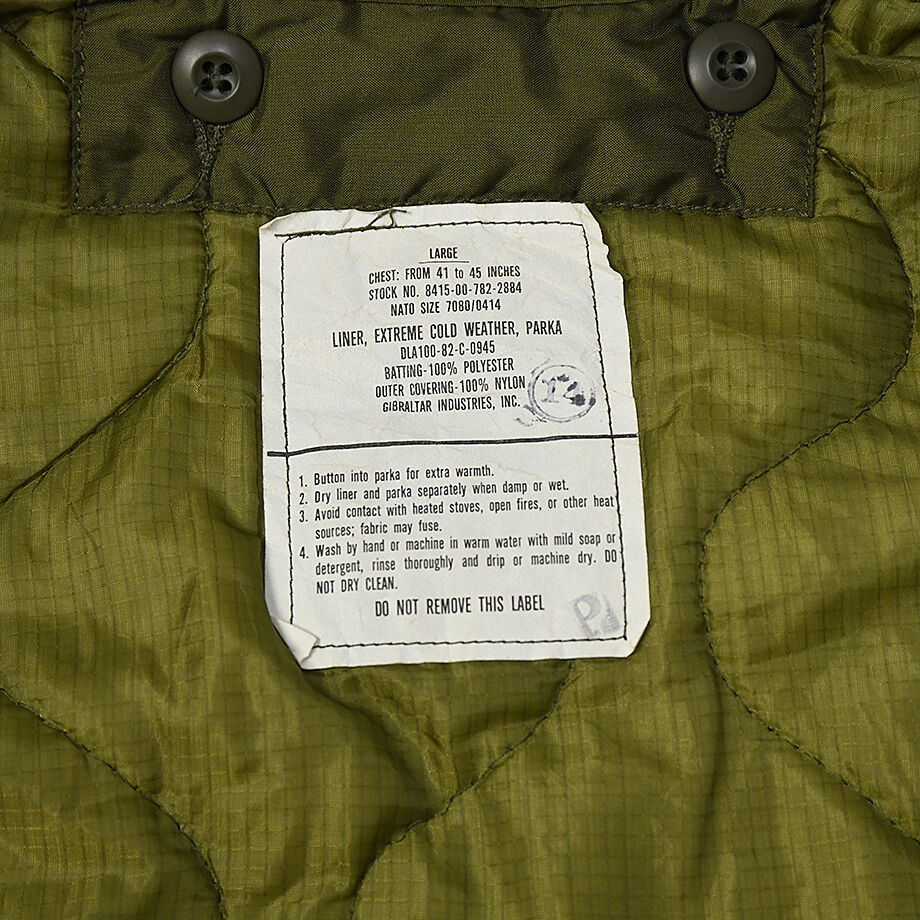 LARGE
CHEST: FROM 41 to 45 INCHES
STOCK NO. 8415-00-782-2884
NATO SIZE 7080/0414
LINER, EXTREME COLD WEATHER, PARKA
DLA100-82-C-0945
BATTING-100% POLYESTER
OUTER COVERING-100% NYLON
GIBRALTAR INDUSTRIES, INC.
1. Button into parka for extra warmth.
2. Dry liner and parka separately when damp or wet.
3. Avoid contact with heated stoves, open fires, or other heat
sources; fabric may fuse.
4. Wash by hand or machine in warm water with mild soap or
detergent, rinse thoroughly and drip or machine dry. DO
NOT DRY CLEAN.
DO NOT REMOVE THIS LABEL